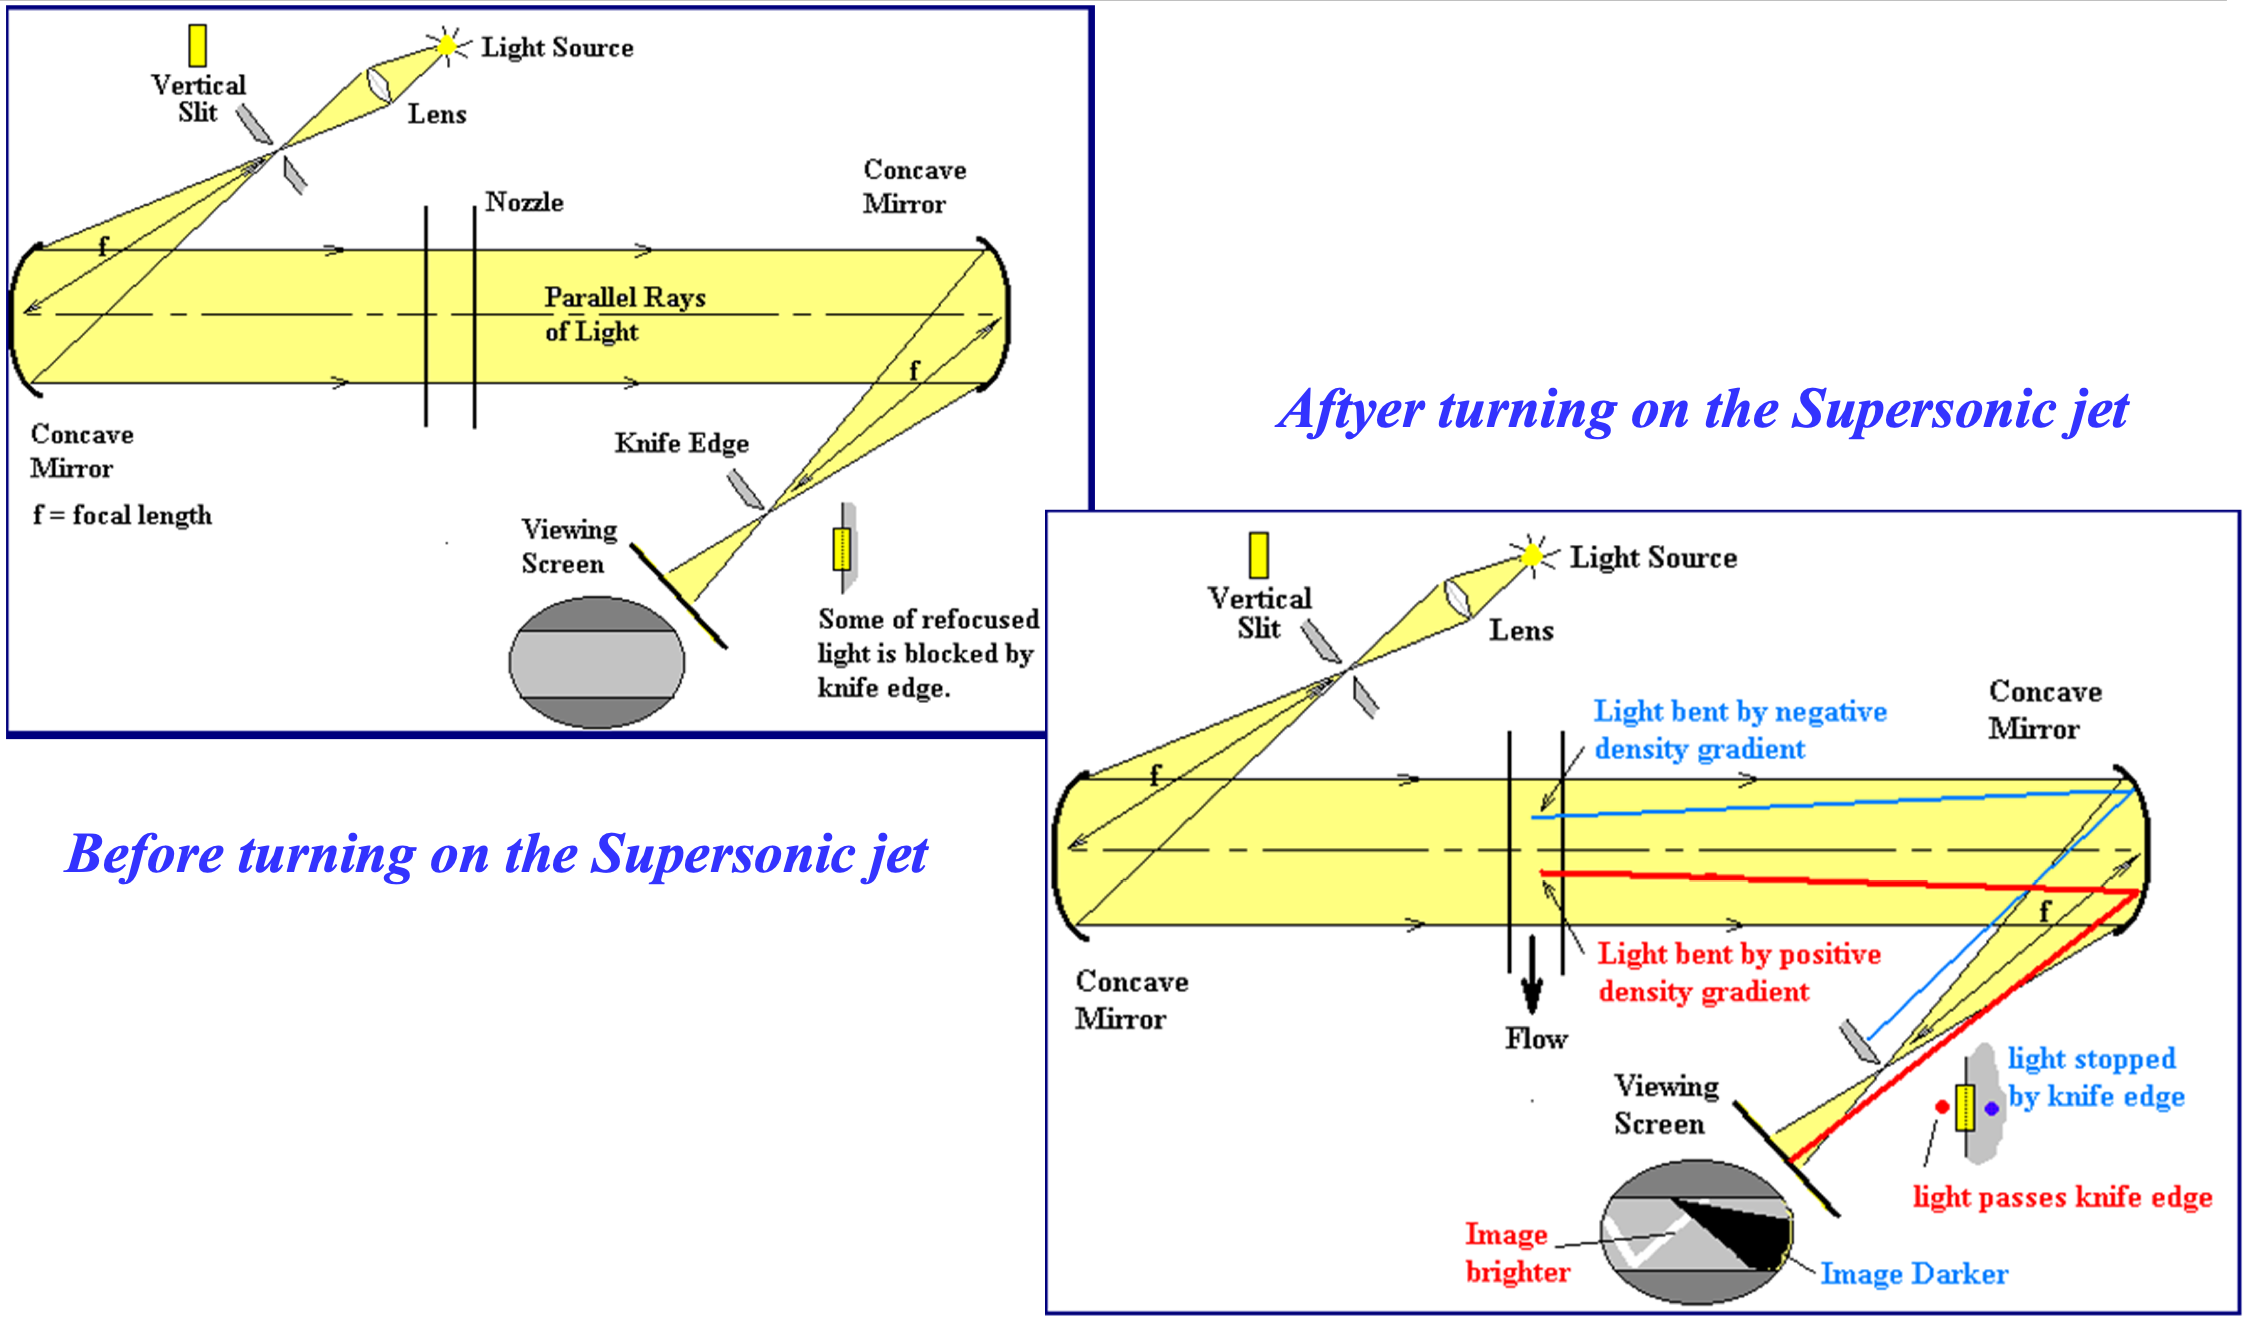 Light Source
Vertical
Slit
Lens
Concave
Mirror
Nozzle
f
Parallel Rays
of Light
f
Concave
Mirror
Knife Edge
f = focal length
Viewing
Screen
Some of refocused
light is blocked by
knife edge.
Before turning on the Supersonic jet
Aftyer turning on the Supersonic jet
Light Source
Vertical
Slit
Lens
Concave
Mirror
Light bent by negative
density gradient
f
f
Light bent by positive
density gradient
Concave
Mirror
Flow
light stopped
by knife edge
Viewing
Screen
light passes knife edge
Image
brighter
Image Darker